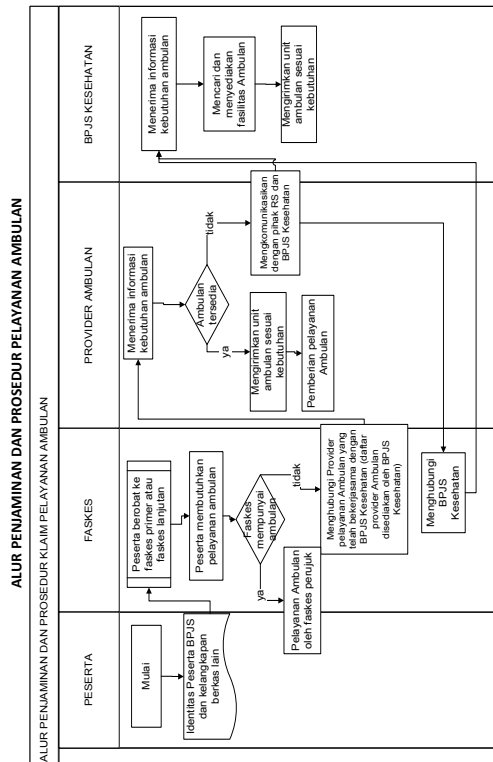 ALUR PENJAMINAN DAN PROSEDUR PELAYANAN AMBULAN
ALUR PENJAMINAN DAN PROSEDUR KLAIM PELAYANAN AMBULAN
PESERTA
Mulai
Identitas Peserta BPJS
dan kelangkapan
berkas lain
FASKES
Peserta berobat ke
faskes primer atau
faskes lanjutan
Peserta membutuhkan
pelayanan ambulan
Faskes
mempunyai
ambulan
ya
tidak
Pelayanan Ambulan
oleh faskes perujuk
Menghubungi Provider
pelayanan Ambulan yang
telah bekerjasama dengan
BPJS Kesehatan (daftar
provider Ambulan
disediakan oleh BPJS
Kesehatan)
Menghubungi
BPJS
Kesehatan
PROVIDER AMBULAN
Menerima informasi
kebutuhan ambulan
Ambulan
tersedia
ya
tidak
Mengirimkan unit
ambulan sesuai
kebutuhan
Pemberian pelayanan
Ambulan
Mengkomunikasikan
dengan pihak RS dan
BPJS Kesehatan
BPJS KESEHATAN
Menerima informasi
kebutuhan ambulan
Mencari dan
menyediakan
fasilitas Ambulan
Mengirimkan unit
ambulan sesuai
kebutuhan